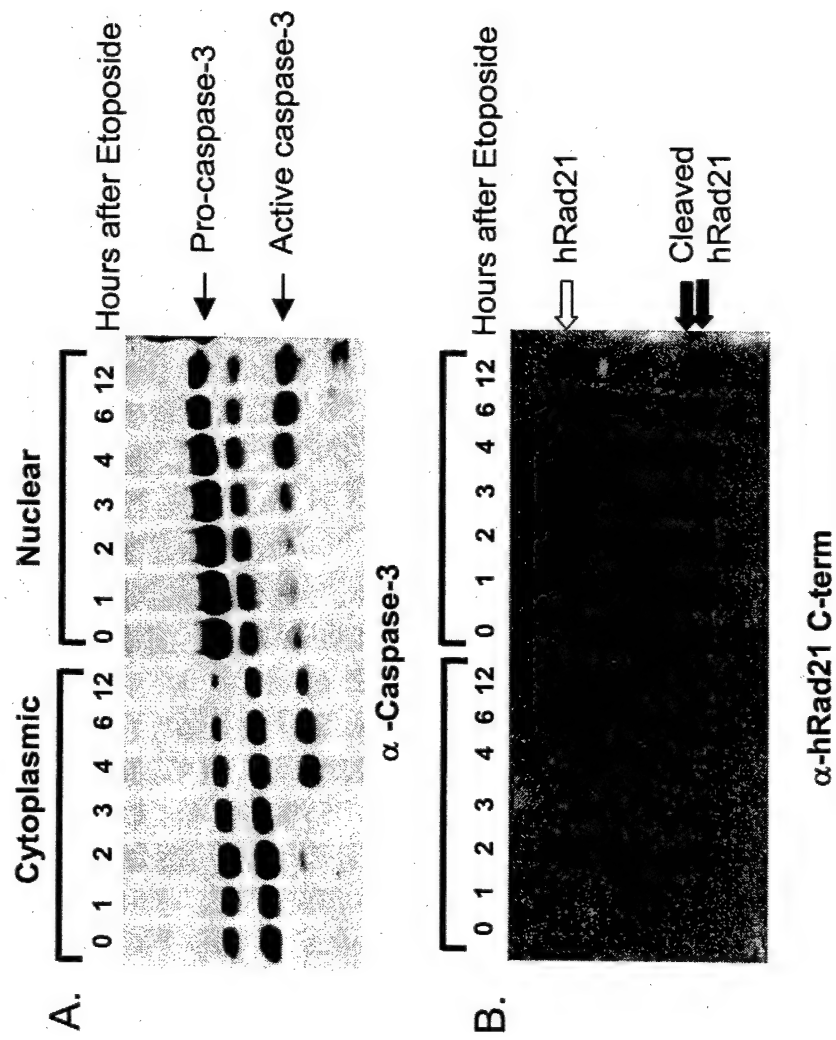 A.
Cytoplasmic
Nuclear
0 1 2 3 4 6 12 0 1 2 3 4 6 12 Hours after Etoposide
Pro-caspase-3
Active caspase-3
α -Caspase-3
B.
0 1 2 3 4 6 12 0 1 2 3 4 6 12 Hours after Etoposide
hRad21
Cleaved
hRad21
α-hRad21 C-term